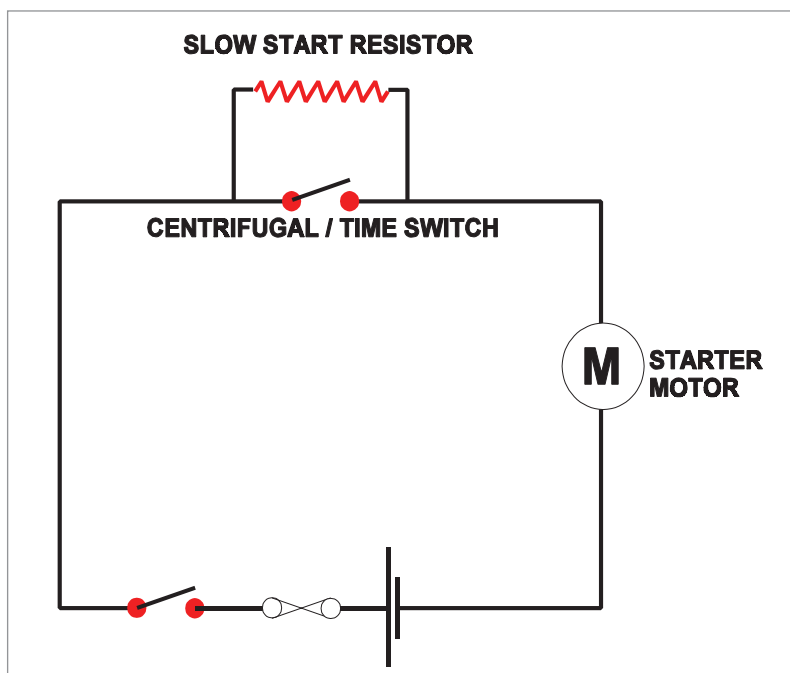 SLOW START RESISTOR
CENTRIFUGAL / TIME SWITCH
M
STARTER
MOTOR